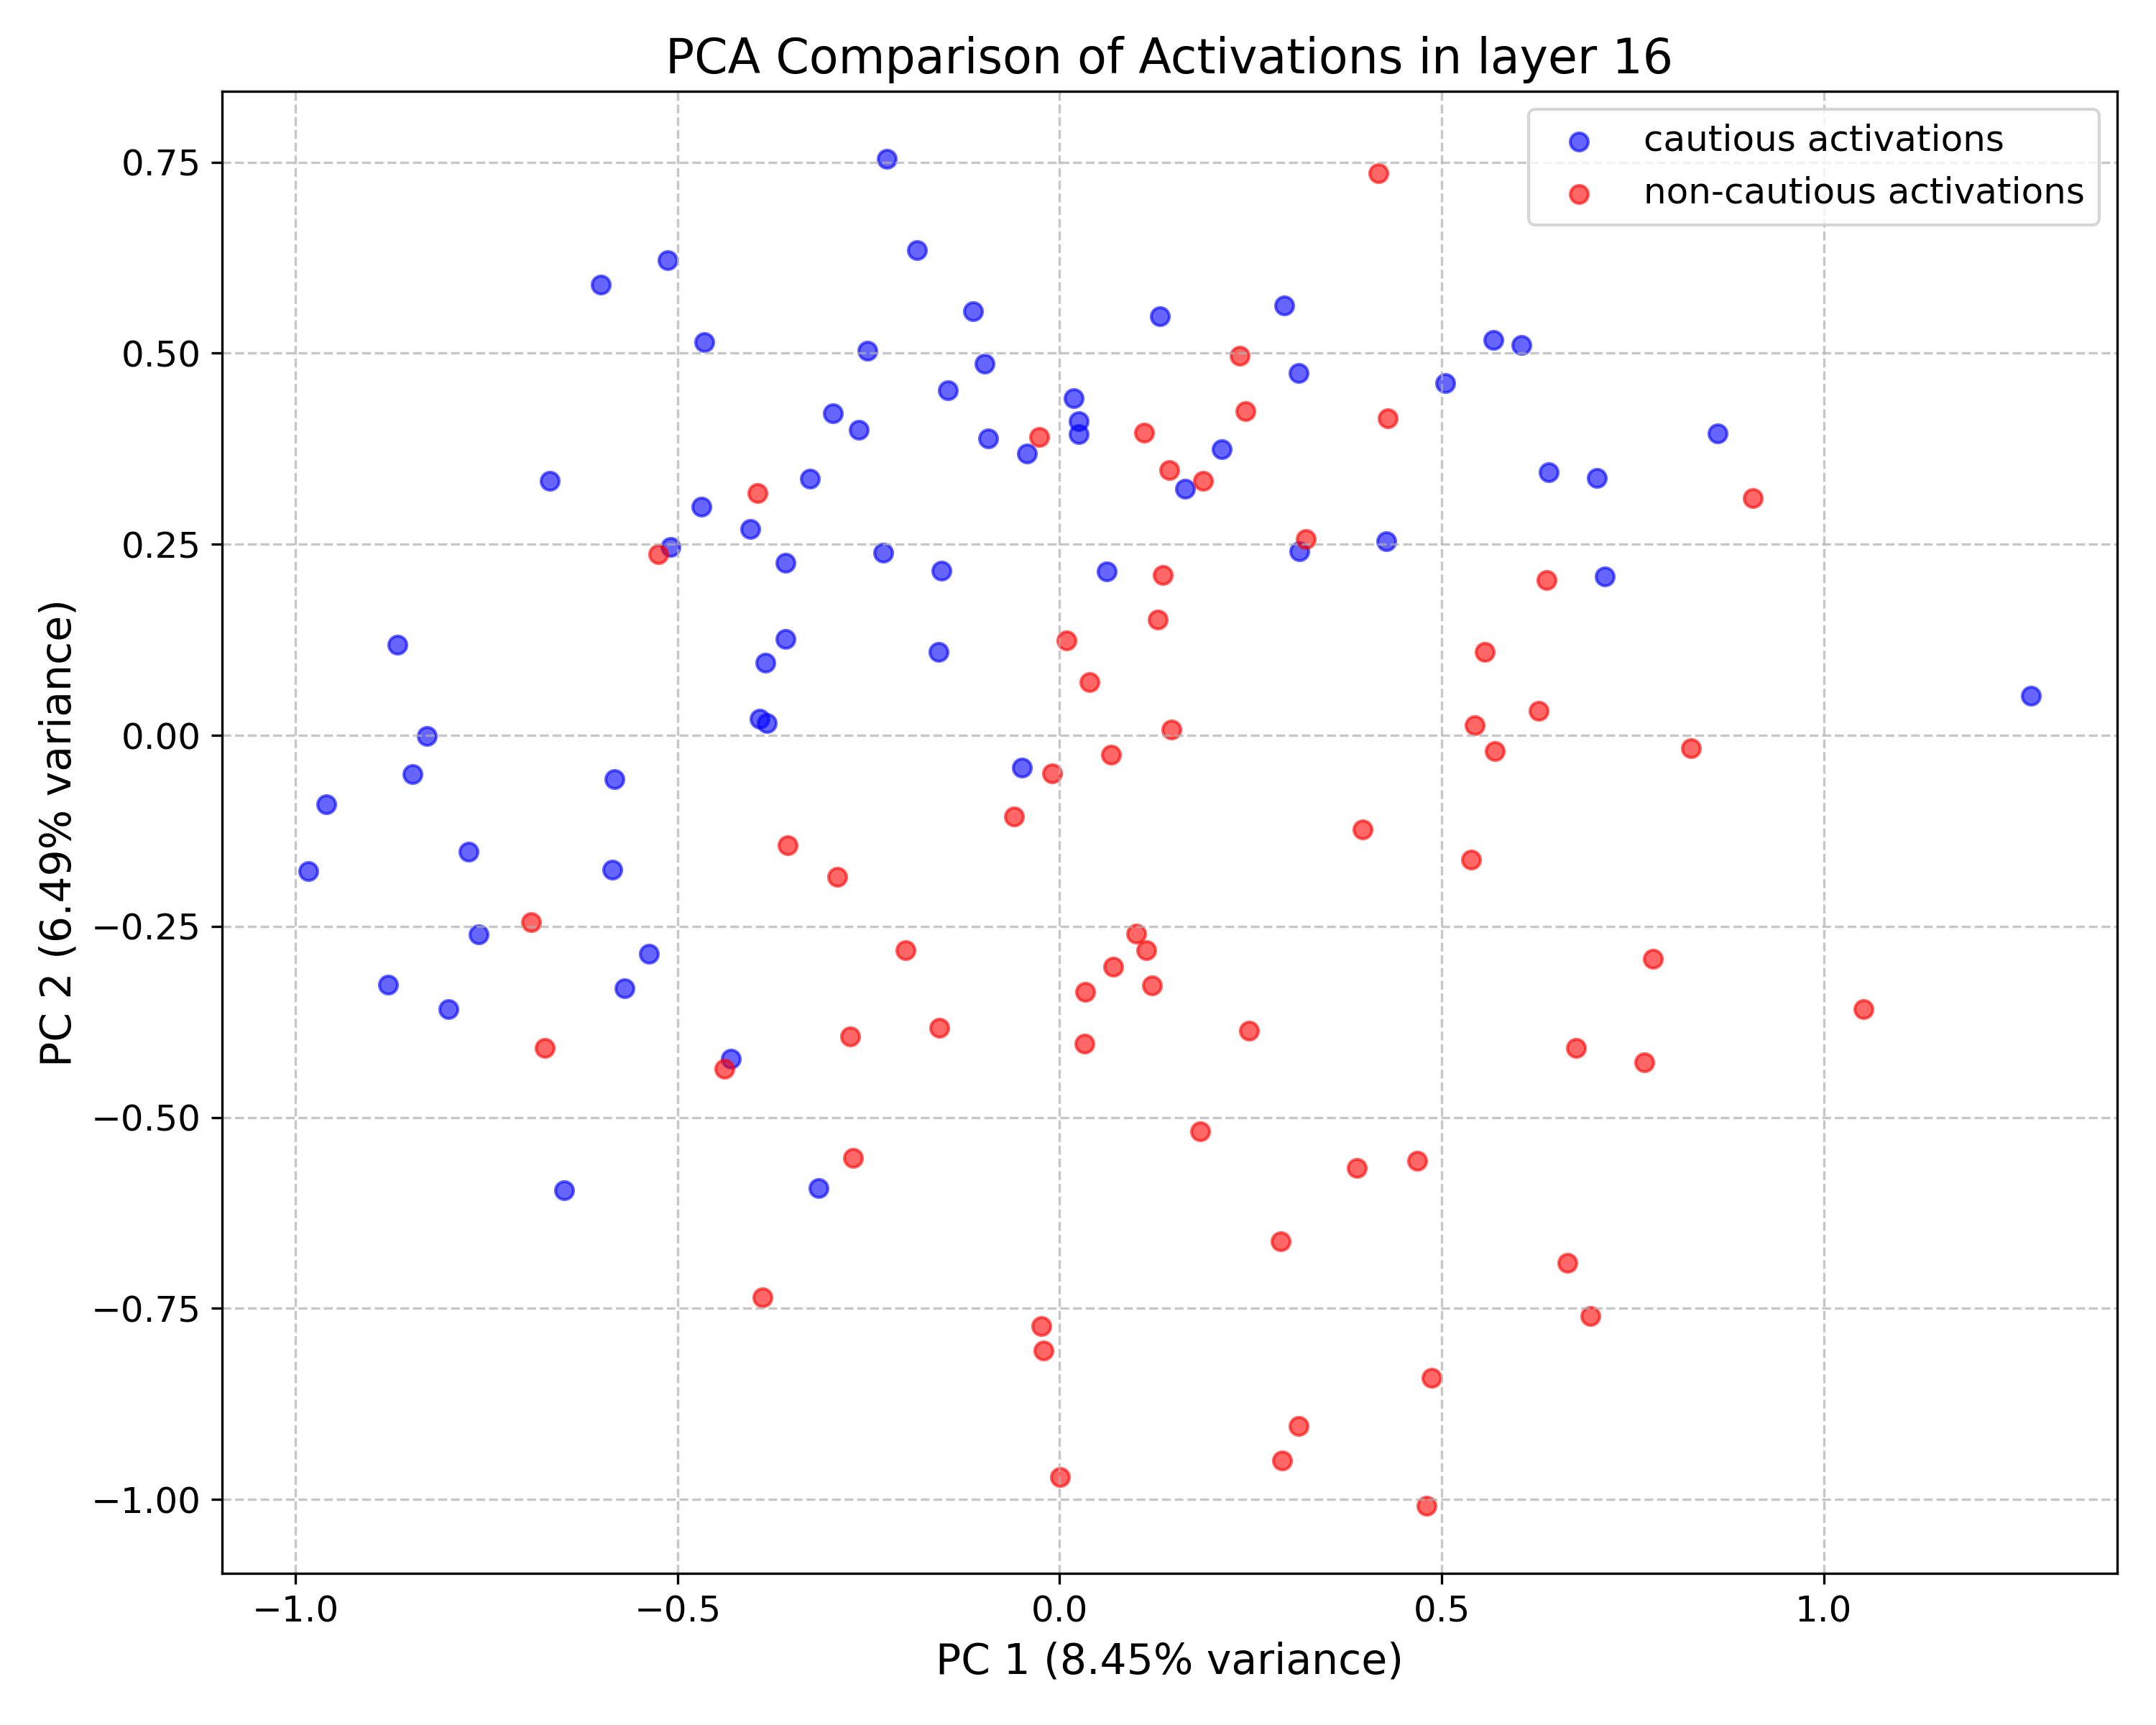 PCA Comparison of Activations in layer 16
cautious activations
non-cautious activations
0.75
0.50
0.25
0.00
−0.25
−0.50
−0.75
−1.00
PC 2 (6.49% variance)
−1.0
−0.5
0.0
0.5
1.0
PC 1 (8.45% variance)